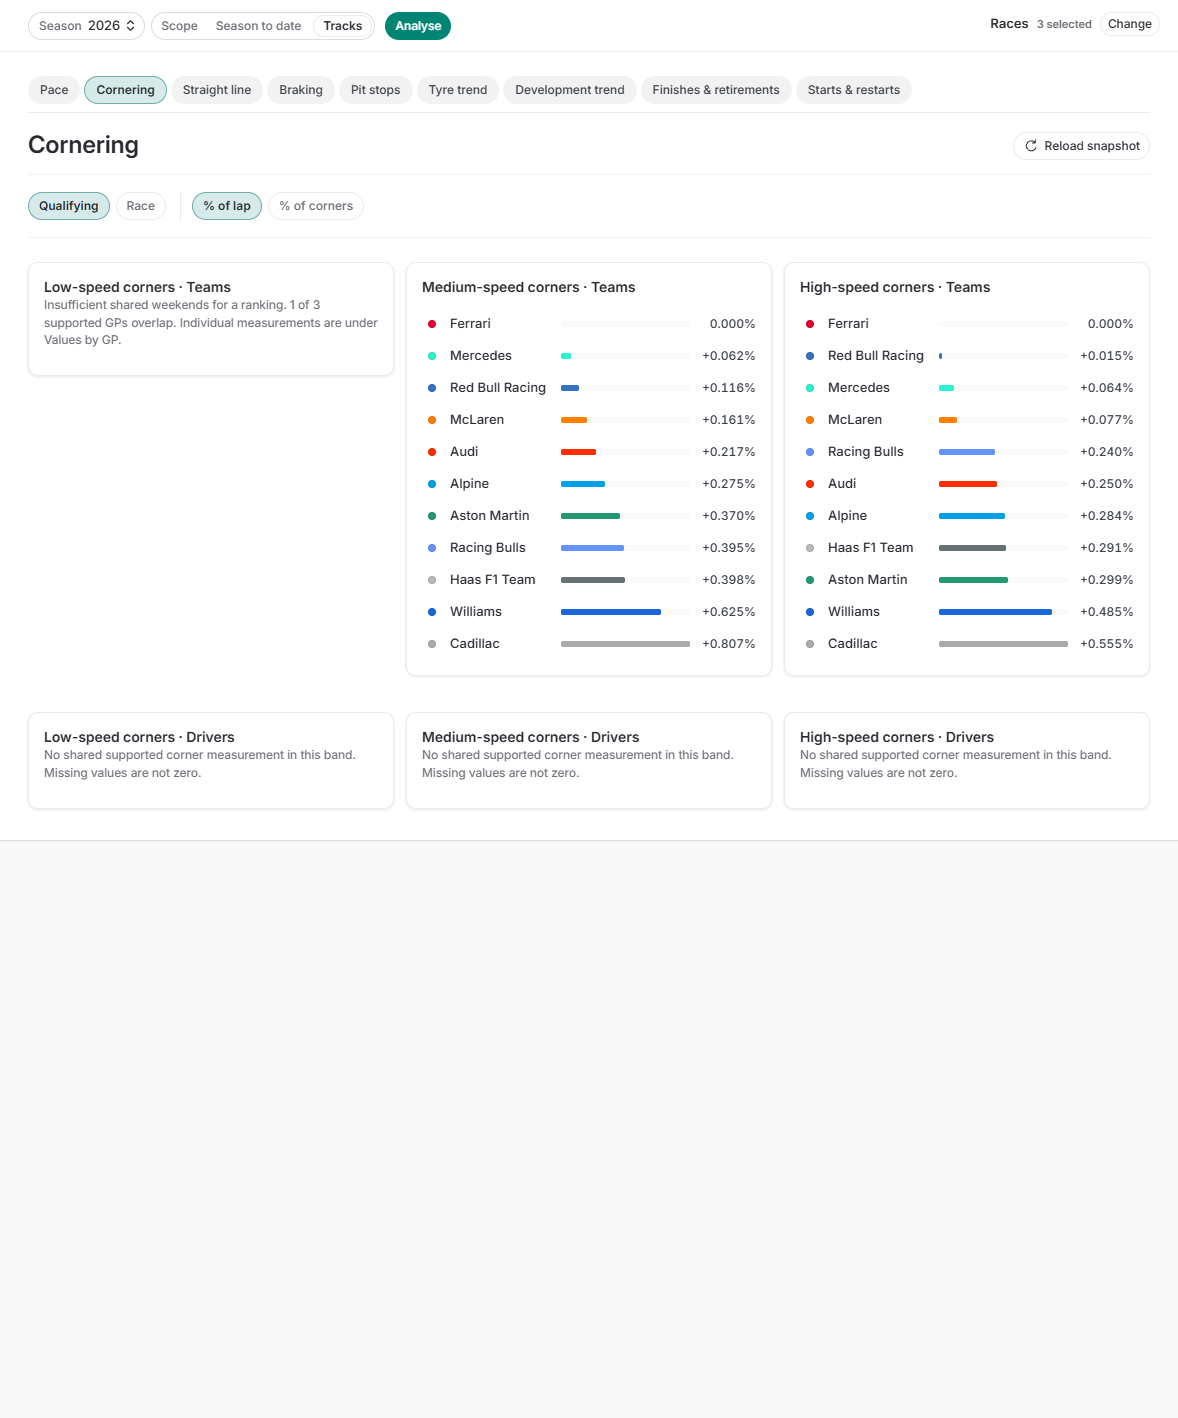 Season 2026
Scope Season to date Tracks
Analyse
Races 3 selected Change
Pace Cornering Straight line Braking Pit stops Tyre trend Development trend Finishes & retirements Starts & restarts
Cornering
Reload snapshot
Qualifying Race % of lap % of corners
Low-speed corners · Teams
Insufficient shared weekends for a ranking. 1 of 3
supported GPs overlap. Individual measurements are under
Values by GP.
Medium-speed corners · Teams
Ferrari 0.000%
Mercedes +0.062%
Red Bull Racing +0.116%
McLaren +0.161%
Audi +0.217%
Alpine +0.275%
Aston Martin +0.370%
Racing Bulls +0.395%
Haas F1 Team +0.398%
Williams +0.625%
Cadillac +0.807%
High-speed corners · Teams
Ferrari 0.000%
Red Bull Racing +0.015%
Mercedes +0.064%
McLaren +0.077%
Racing Bulls +0.240%
Audi +0.250%
Alpine +0.284%
Haas F1 Team +0.291%
Aston Martin +0.299%
Williams +0.485%
Cadillac +0.555%
Low-speed corners · Drivers
No shared supported corner measurement in this band.
Missing values are not zero.
Medium-speed corners · Drivers
No shared supported corner measurement in this band.
Missing values are not zero.
High-speed corners · Drivers
No shared supported corner measurement in this band.
Missing values are not zero.